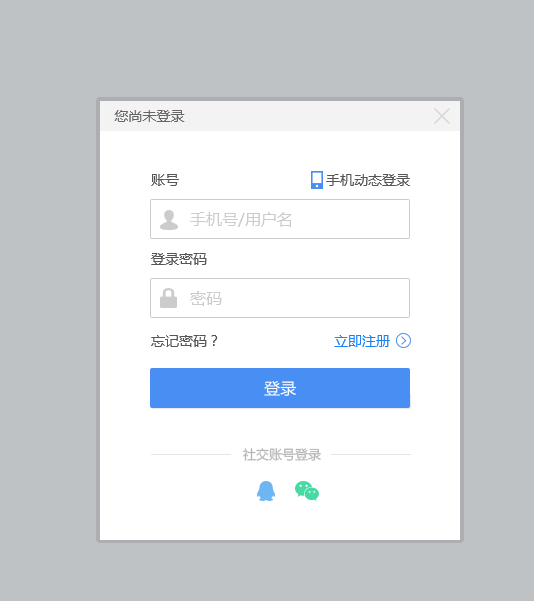 您尚未登录
账号 手机动态登录
手机号/用户名
登录密码
密码
忘记密码？ 立即注册
登录
社交账号登录